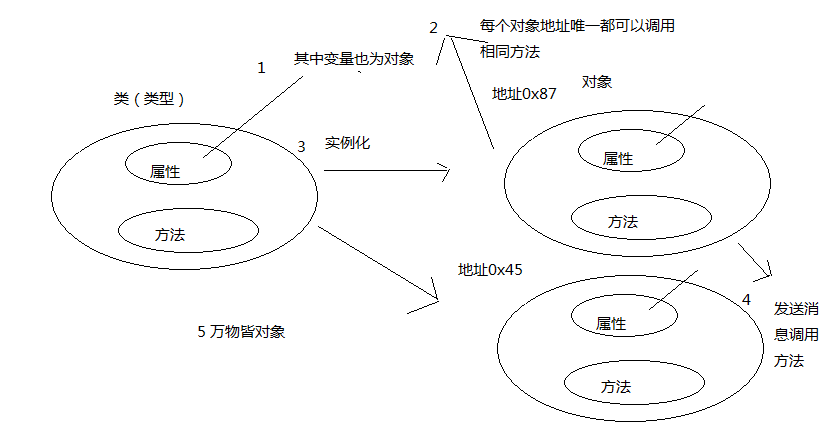 2
每个对象地址唯一都可以调用
相同方法
1
其中变量也为对象
类（类型）
地址0x87
对象
3
实例化
属性
方法
属性
方法
地址0x45
4
发送消
息调用
方法
5 万物皆对象
属性
方法